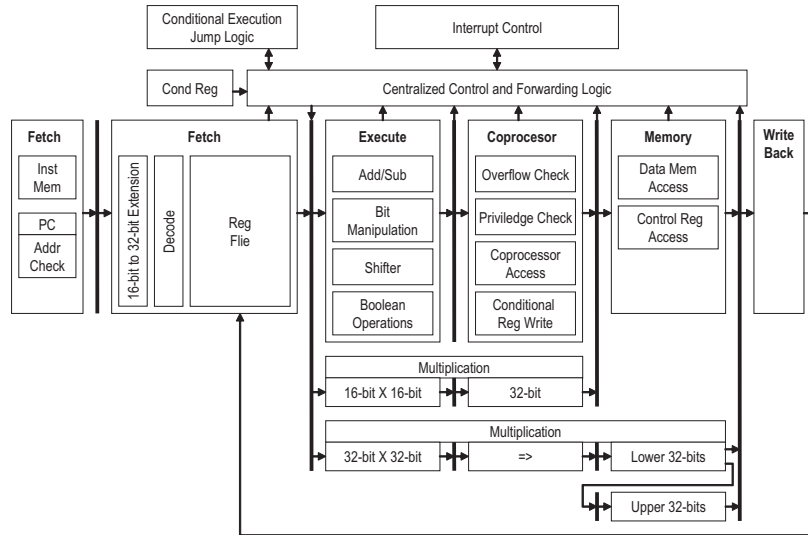 Conditional Execution
Jump Logic
Interrupt Control
Cond Reg
Centralized Control and Forwarding Logic
Fetch
Inst
Mem
PC
Addr
Check
Fetch
16-bit to 32-bit Extension
Decode
Reg
Flie
Execute
Add/Sub
Bit
Manipulation
Shifter
Boolean
Operations
Coprocesor
Overflow Check
Priviledge Check
Coprocessor
Access
Conditional
Reg Write
Memory
Data Mem
Access
Control Reg
Access
Write
Back
Multiplication
16-bit X 16-bit
32-bit
Multiplication
32-bit X 32-bit
=>
Lower 32-bits
Upper 32-bits